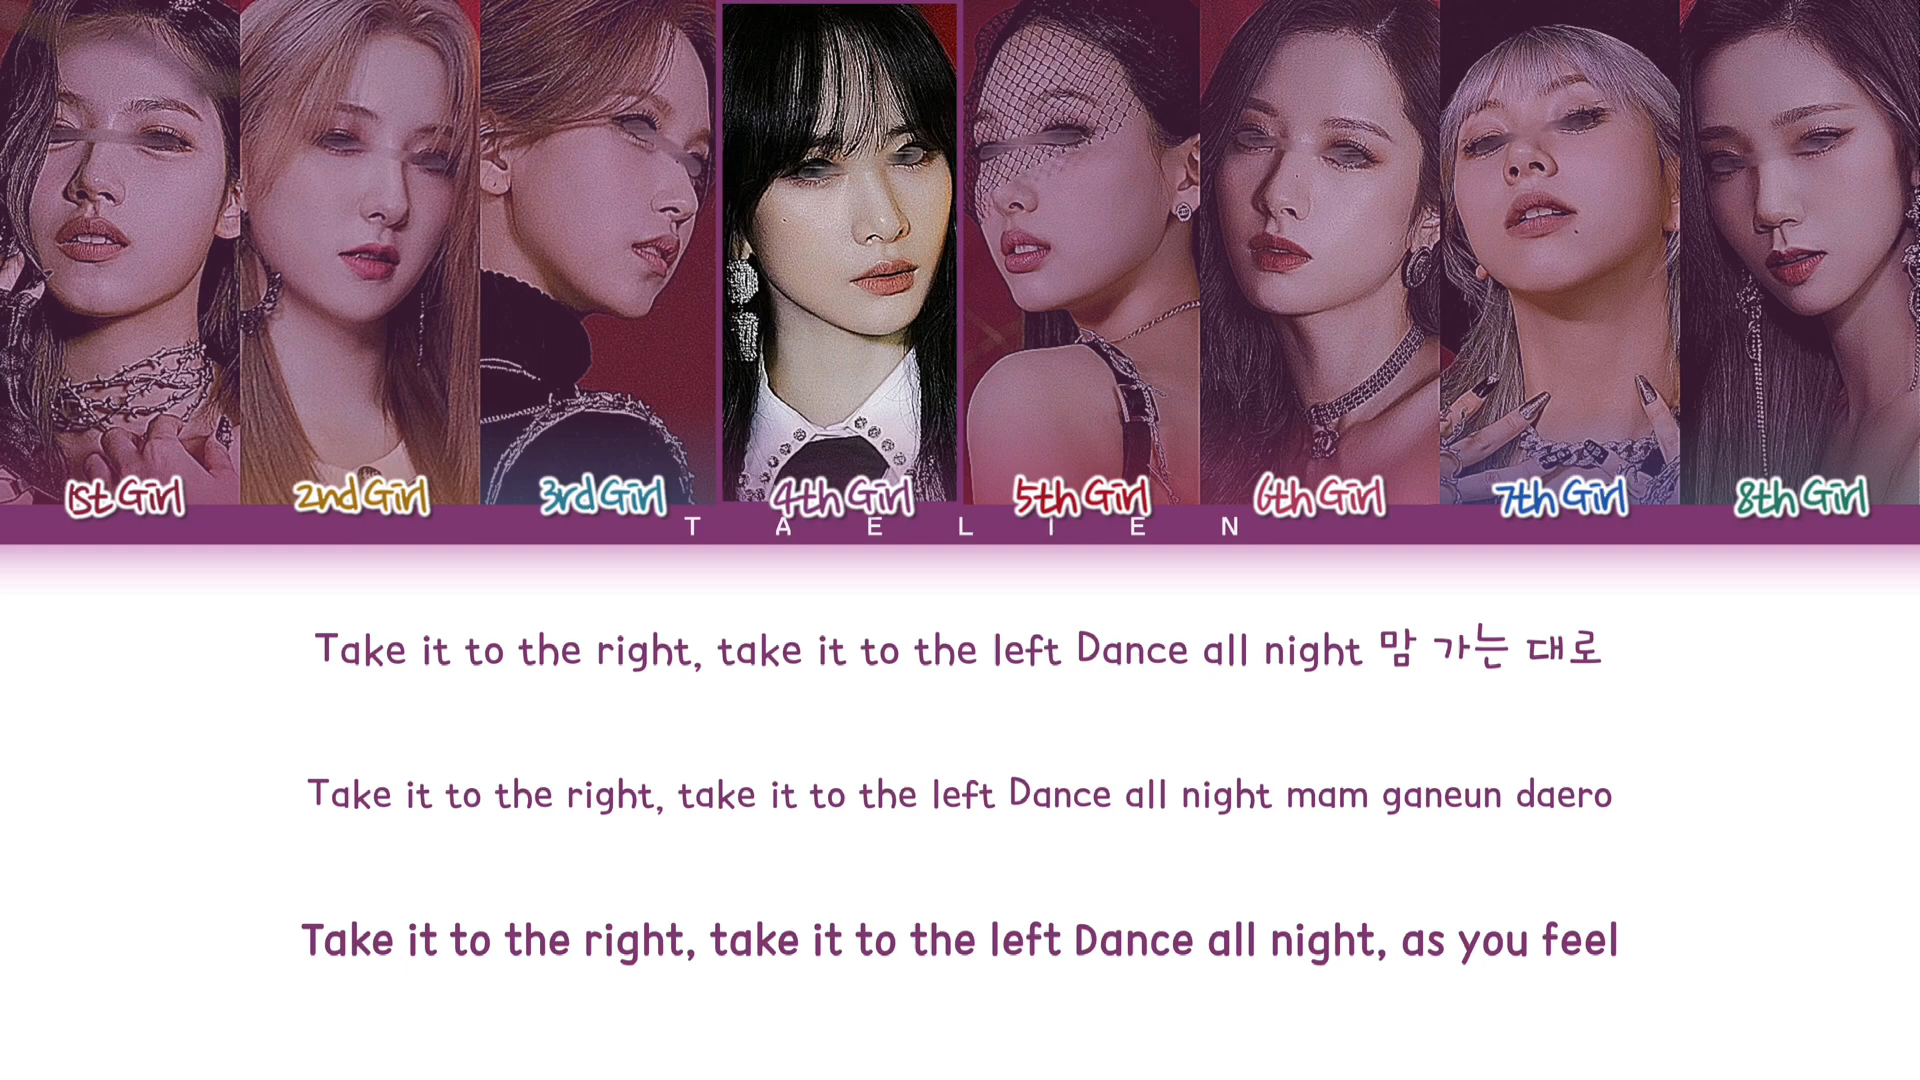 1st Girl 2nd Girl 3rd Girl 4th Girl 5th Girl 6th Girl 7th Girl 8th Girl
TAELIEN
Take it to the right, take it to the left Dance all night 맘 가는 대로
Take it to the right, take it to the left Dance all night mam ganeun daero
Take it to the right, take it to the left Dance all night, as you feel